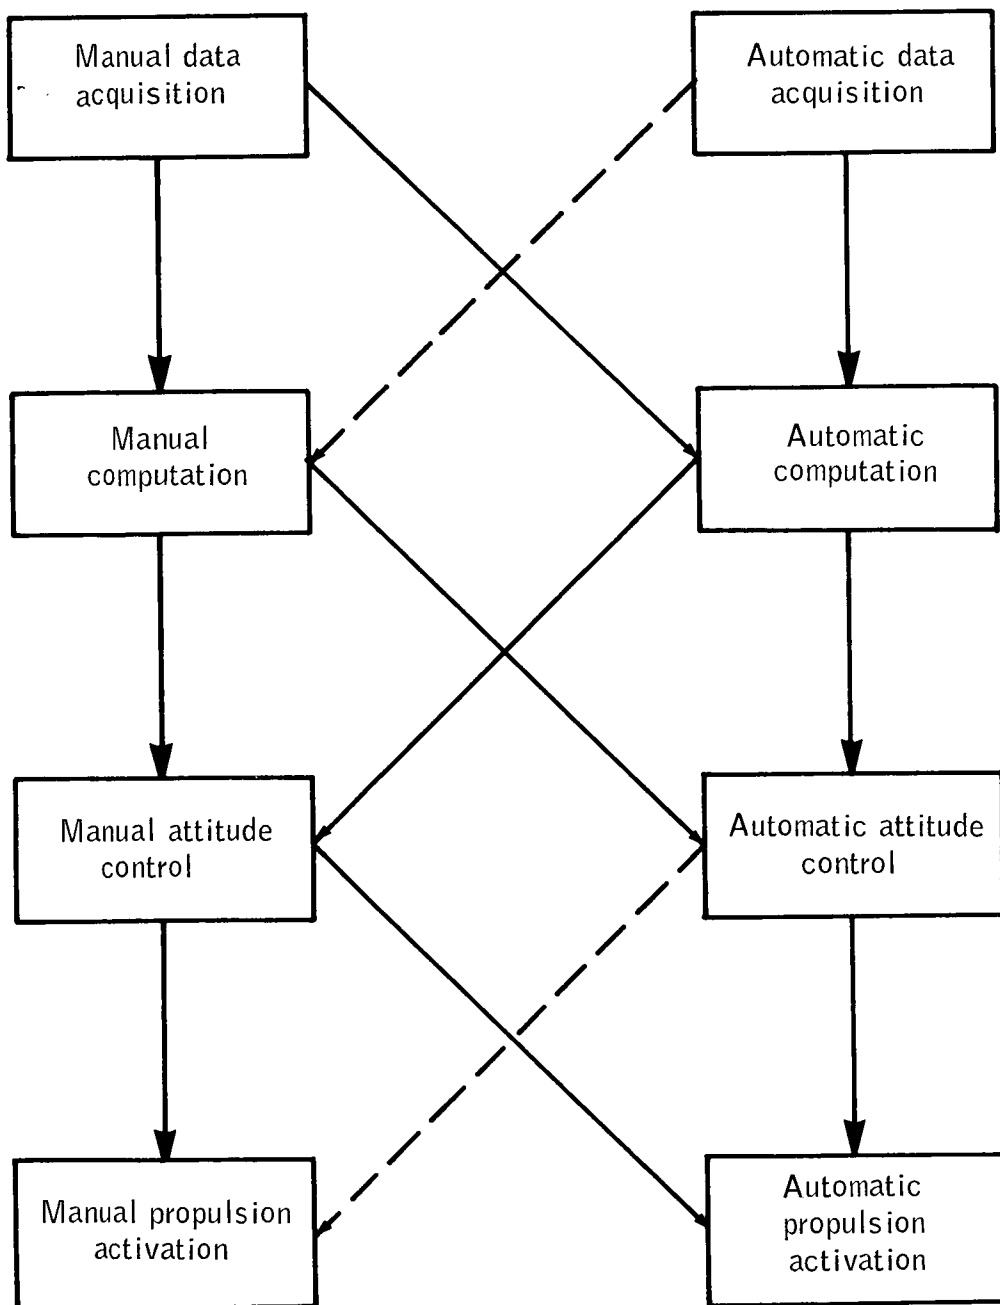 Manual data
acquisition
Automatic data
acquisition
Manual
computation
Automatic
computation
Manual attitude
control
Automatic attitude
control
Manual propulsion
activation
Automatic
propulsion
activation